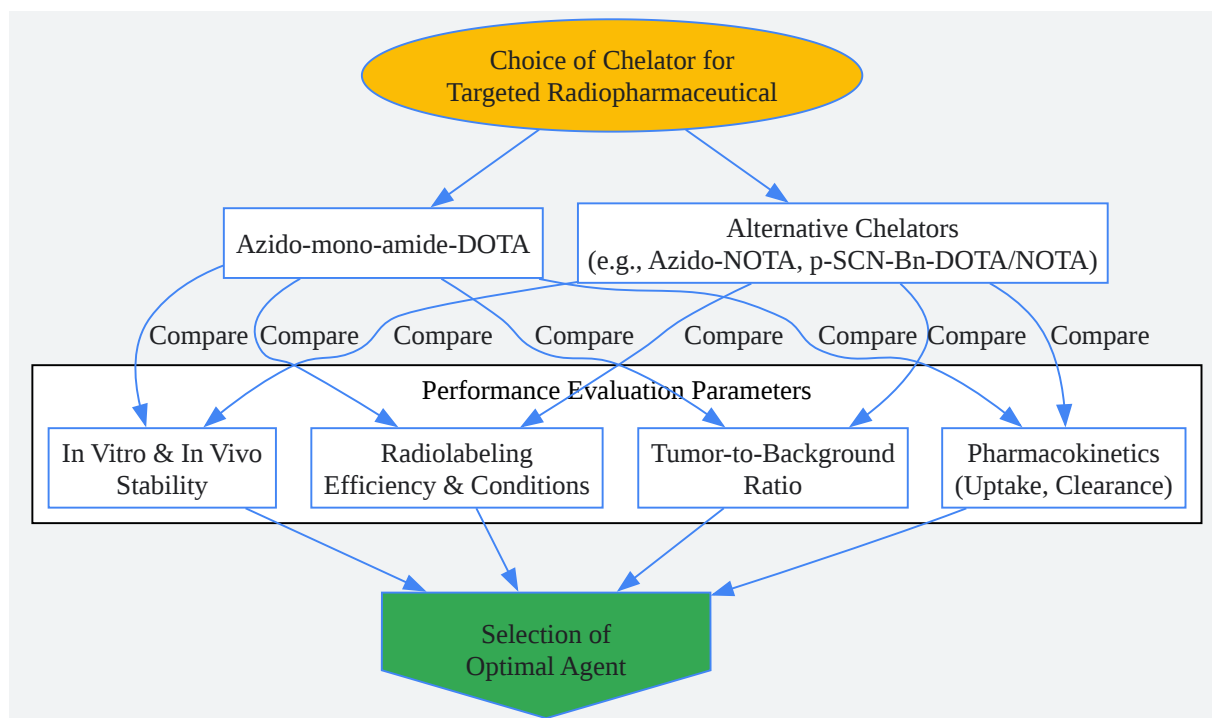 Choice of Chelator for
Targeted Radiopharmaceutical
Azido-mono-amide-DOTA
Alternative Chelators
(e.g., Azido-NOTA, p-SCN-Bn-DOTA/NOTA)
Compare
Compare
Compare
Compare
Compare
Compare
Compare
Compare
Performance Evaluation Parameters
In Vitro & In Vivo
Stability
Radiolabeling
Efficiency & Conditions
Tumor-to-Background
Ratio
Pharmacokinetics
(Uptake, Clearance)
Selection of
Optimal Agent